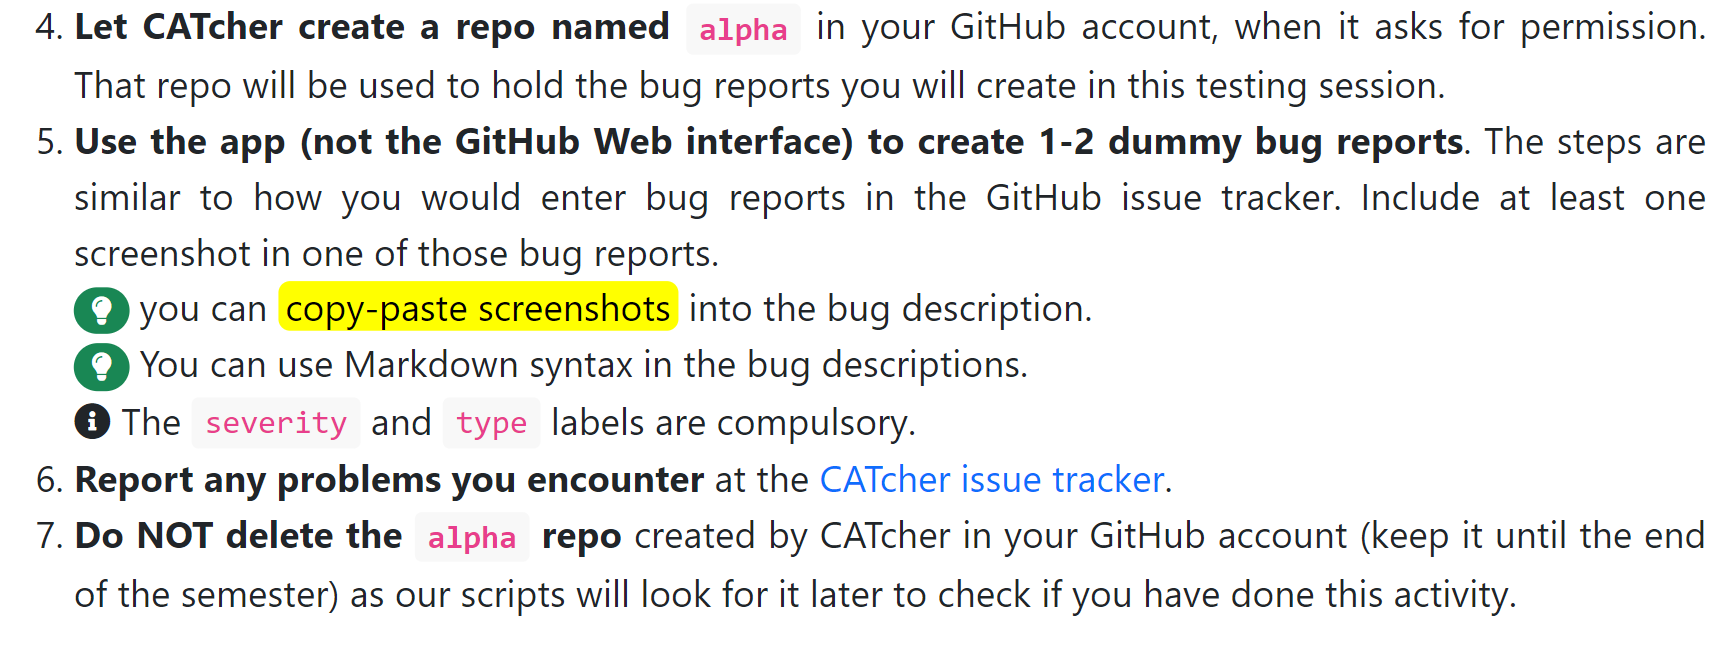 4. Let CATcher create a repo named alpha in your GitHub account, when it asks for permission.
That repo will be used to hold the bug reports you will create in this testing session.
5. Use the app (not the GitHub Web interface) to create 1-2 dummy bug reports. The steps are
similar to how you would enter bug reports in the GitHub issue tracker. Include at least one
screenshot in one of those bug reports.
you can copy-paste screenshots into the bug description.
You can use Markdown syntax in the bug descriptions.
The severity and type labels are compulsory.
6. Report any problems you encounter at the CATcher issue tracker.
7. Do NOT delete the alpha repo created by CATcher in your GitHub account (keep it until the end
of the semester) as our scripts will look for it later to check if you have done this activity.